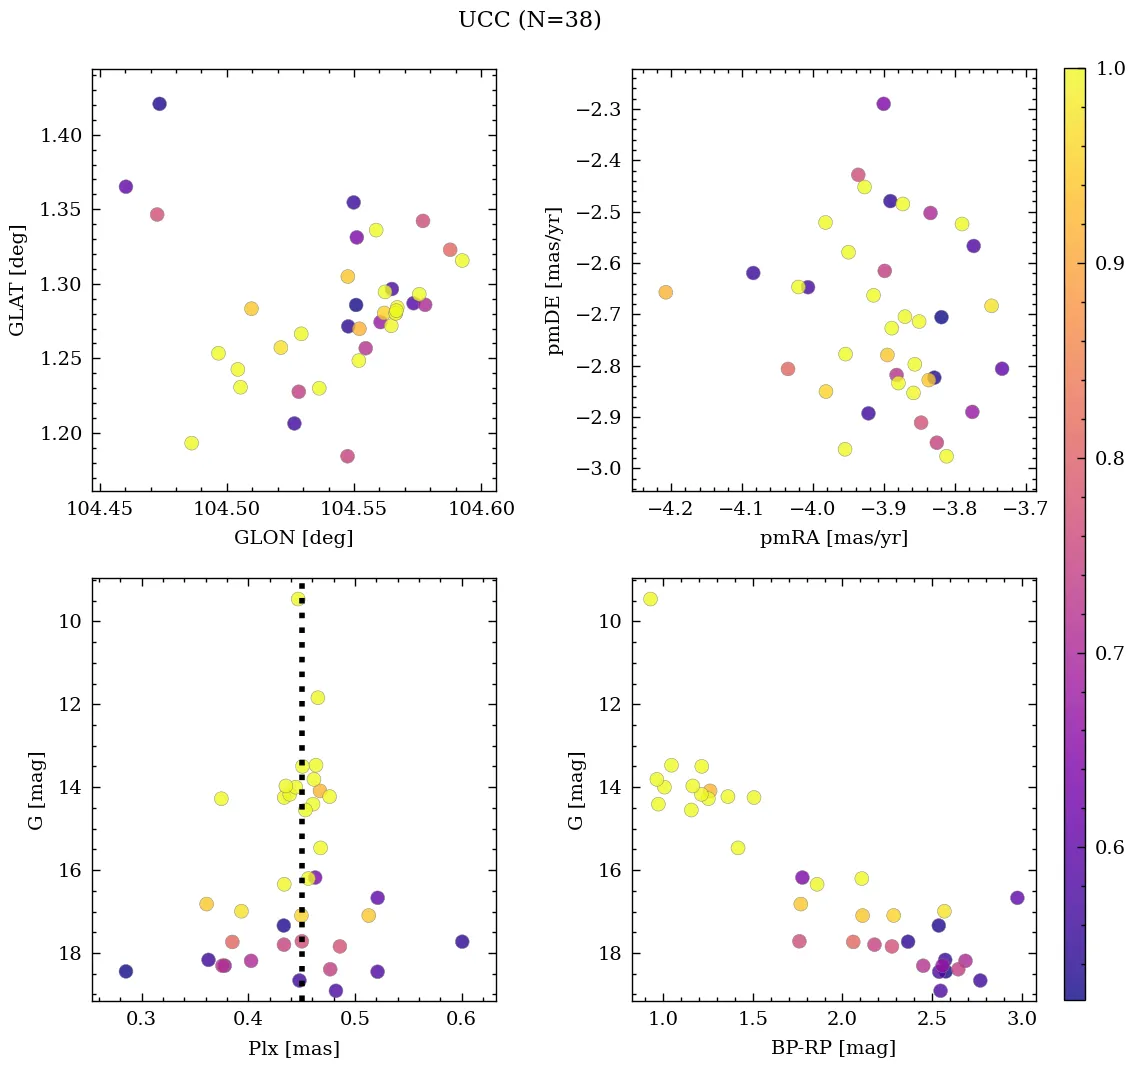 UCC (N=38)
1.40
1.35
1.30
1.25
1.20
GLAT [deg]
104.45 104.50 104.55 104.60
GLON [deg]
−2.3
−2.4
−2.5
−2.6
−2.7
−2.8
−2.9
−3.0
pmDE [mas/yr]
−4.2 −4.1 −4.0 −3.9 −3.8 −3.7
pmRA [mas/yr]
1.0
0.9
0.8
0.7
0.6
10
12
14
16
18
G [mag]
0.3 0.4 0.5 0.6
Plx [mas]
10
12
14
16
18
G [mag]
1.0 1.5 2.0 2.5 3.0
BP-RP [mag]